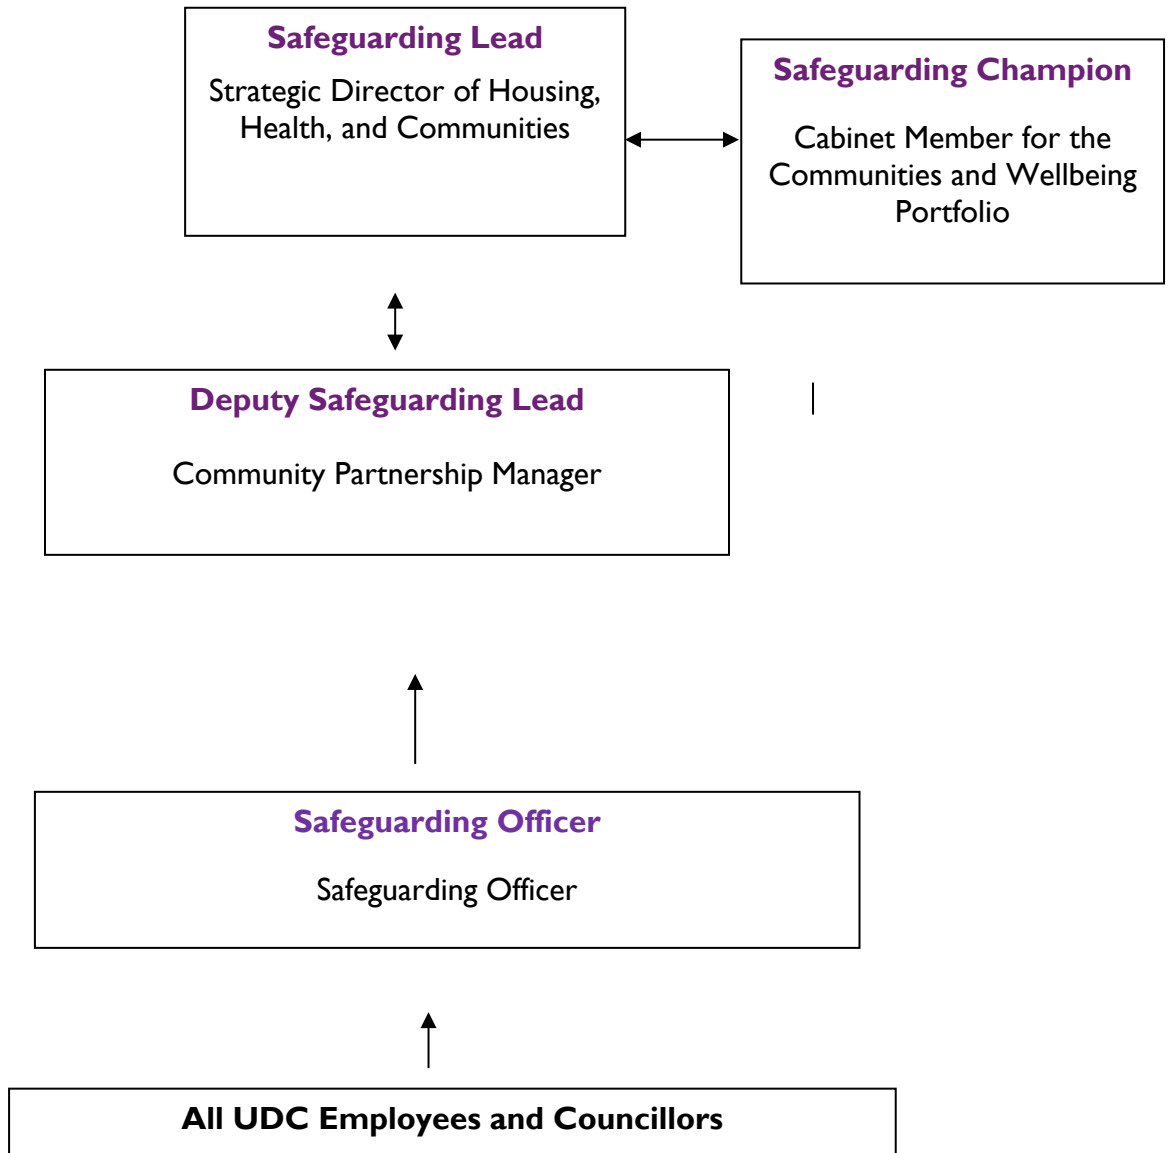 Safeguarding Lead
Strategic Director of Housing,
Health, and Communities
Safeguarding Champion
Cabinet Member for the
Communities and Wellbeing
Portfolio
Deputy Safeguarding Lead
Community Partnership Manager
Safeguarding Officer
Safeguarding Officer
All UDC Employees and Councillors